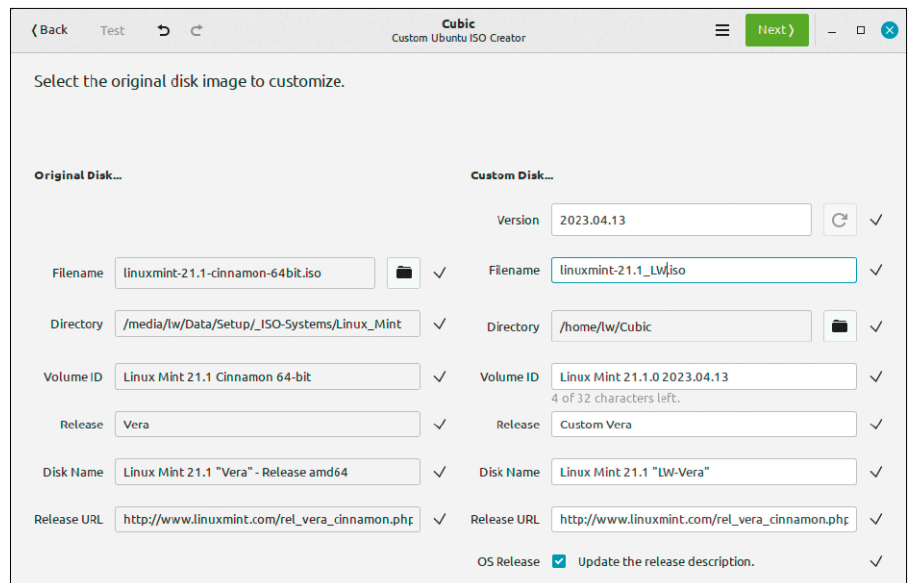 Back Test Cubic Next
Custom Ubuntu ISO Creator
Select the original disk image to customize.
Original Disk... Custom Disk...
Version 2023.04.13
Filename linuxmint-21.1-cinnamon-64bit.iso Filename linuxmint-21.1_LW.iso
Directory /media/lw/Data/Setup/_ISO-Systems/Linux_Mint Directory /home/lw/Cubic
Volume ID Linux Mint 21.1 Cinnamon 64-bit Volume ID Linux Mint 21.1.0 2023.04.13
4 of 32 characters left.
Release Vera Release Custom Vera
Disk Name Linux Mint 21.1 "Vera" - Release amd64 Disk Name Linux Mint 21.1 "LW-Vera"
Release URL http://www.linuxmint.com/rel_vera_cinnamon.php Release URL http://www.linuxmint.com/rel_vera_cinnamon.php
OS Release Update the release description.